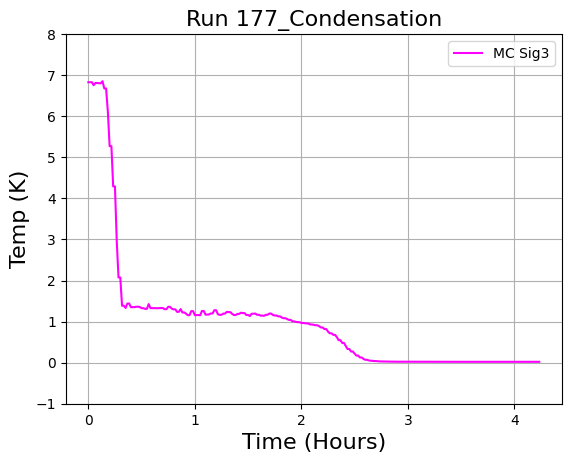 Run 177_Condensation
MC Sig3
8
7
6
5
4
3
2
1
0
−1
Temp (K)
0 1 2 3 4
Time (Hours)